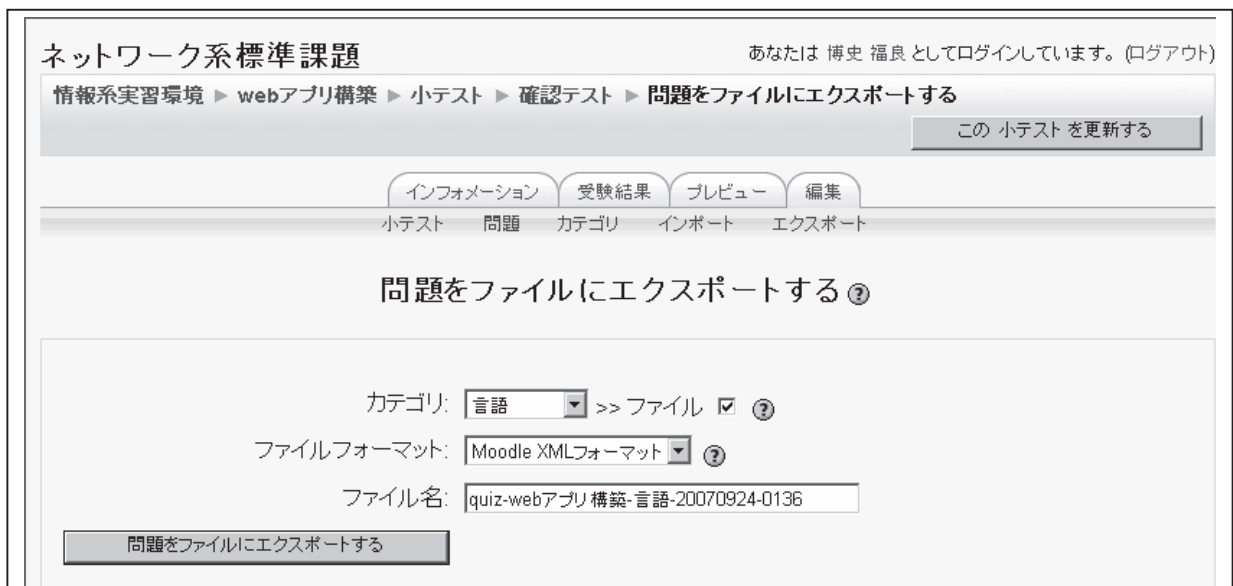 ネットワーク系標準課題
あなたは 博史 福良 としてログインしています。(ログアウト)
情報系実習環境 ▶ webアプリ構築 ▶ 小テスト ▶ 確認テスト ▶ 問題をファイルにエクスポートする
この 小テスト を更新する
インフォメーション 受験結果 プレビュー 編集
小テスト 問題 カテゴリ インポート エクスポート
問題をファイルにエクスポートする ?
カテゴリ: 言語 >> ファイル ?
ファイルフォーマット: Moodle XMLフォーマット ?
ファイル名: quiz-webアプリ構築-言語-20070924-0136
問題をファイルにエクスポートする